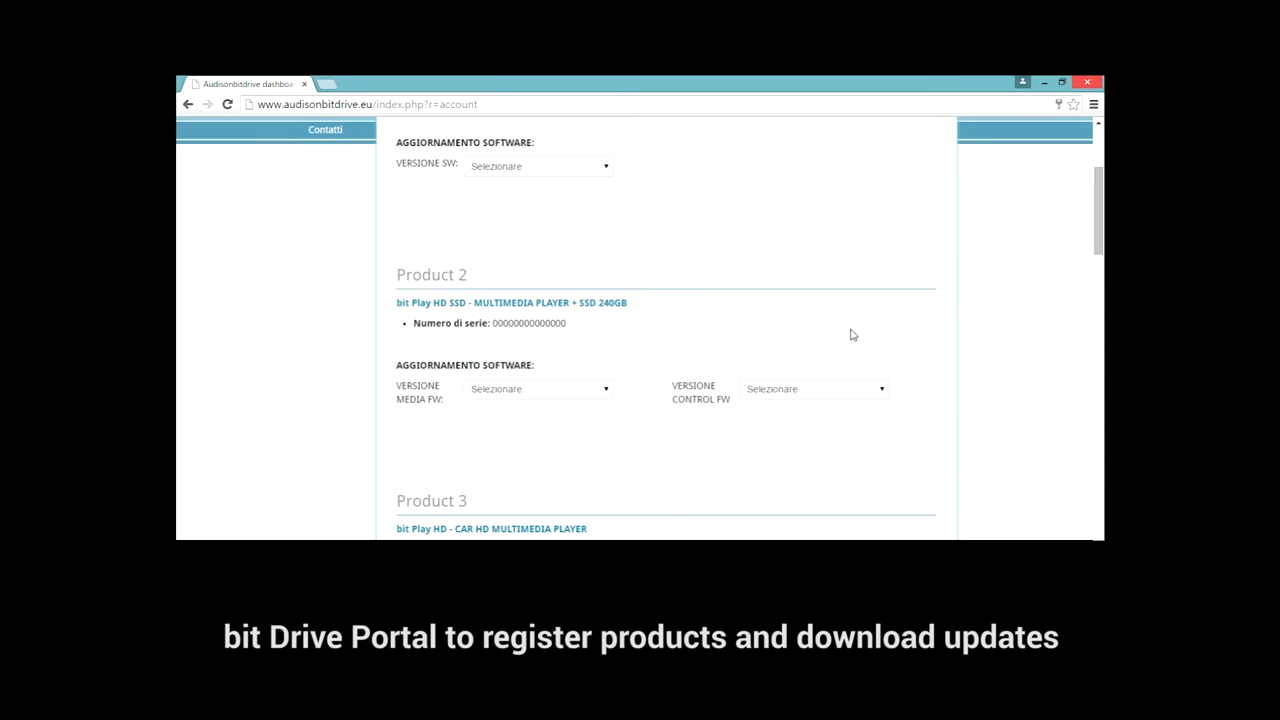 Audisonbitdrive dashboa
www.audisonbitdrive.eu/index.php?r=account
Contatti
AGGIORNAMENTO SOFTWARE:
VERSIONE SW: Selezionare
Product 2
bit Play HD SSD - MULTIMEDIA PLAYER + SSD 240GB
• Numero di serie: 00000000000000
AGGIORNAMENTO SOFTWARE:
VERSIONE MEDIA FW: Selezionare
VERSIONE CONTROL FW Selezionare
Product 3
bit Play HD - CAR HD MULTIMEDIA PLAYER
bit Drive Portal to register products and download updates